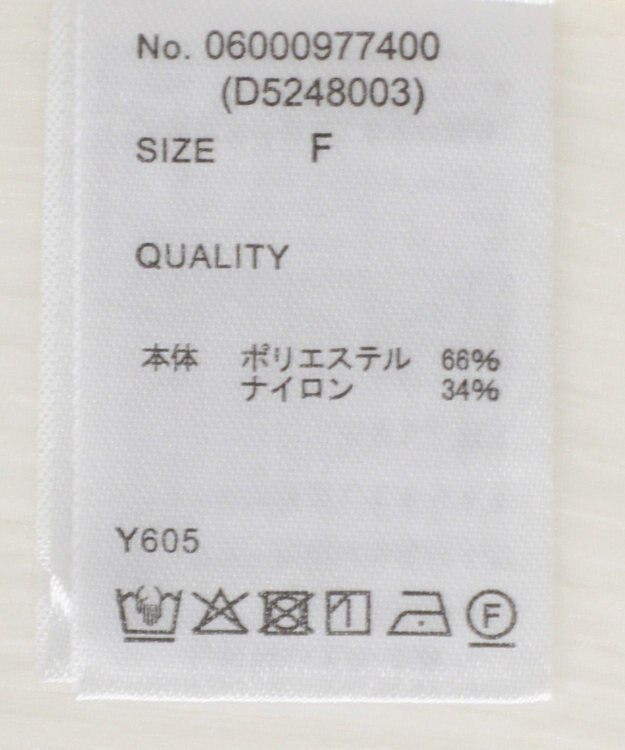 No. 06000977400
(D5248003)
SIZE F
QUALITY
本体 ポリエステル 66%
ナイロン 34%
Y605
F